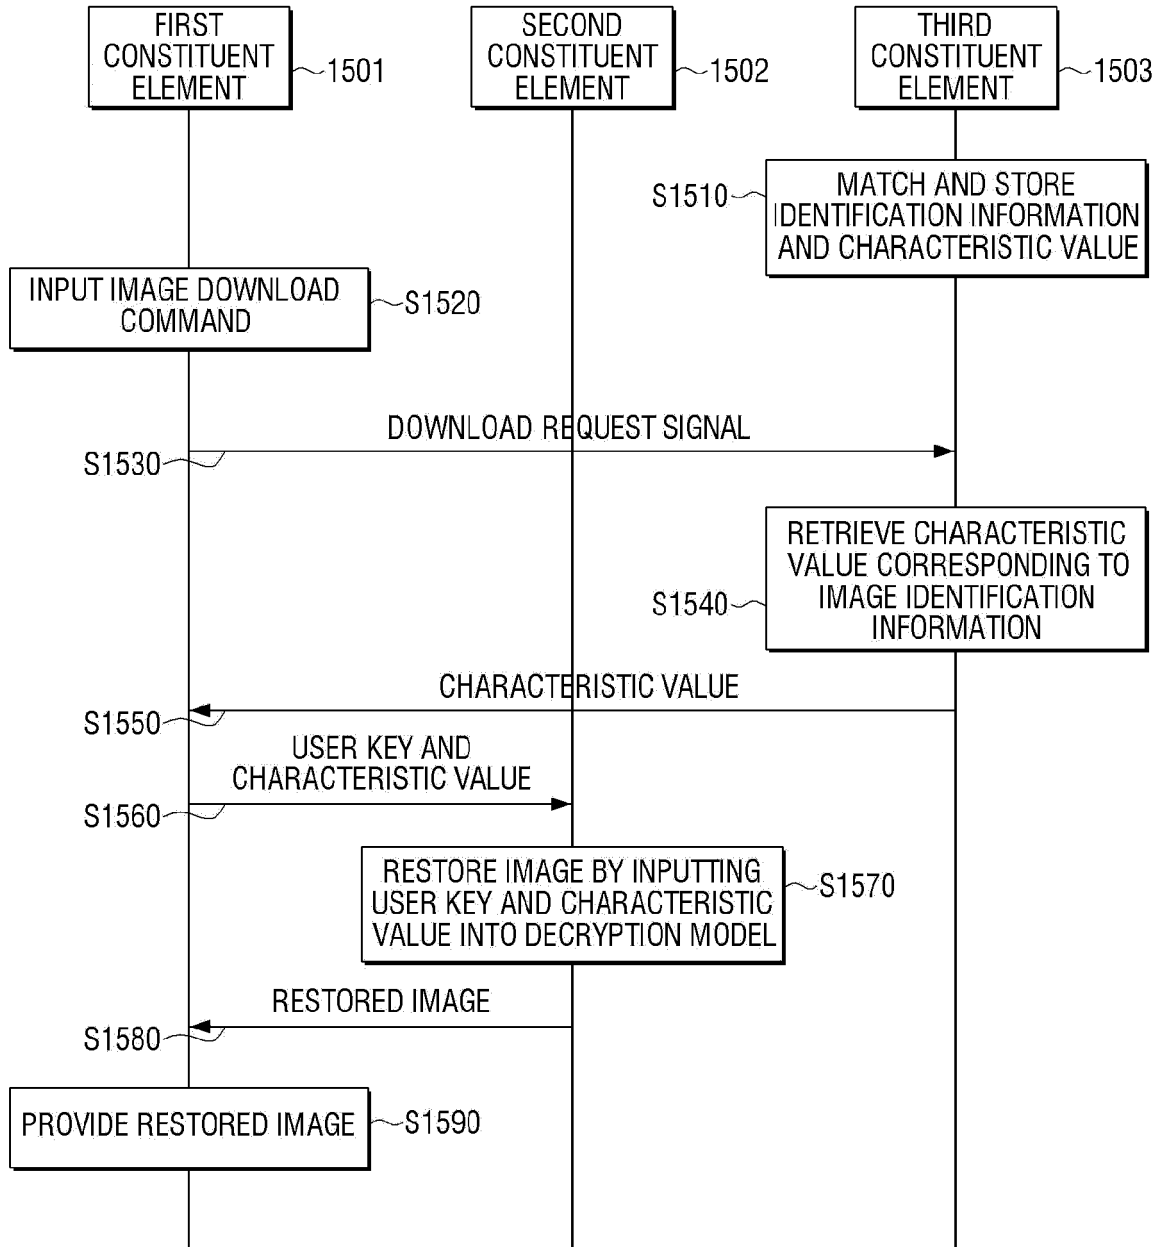 FIRST
CONSTITUENT
ELEMENT
1501
SECOND
CONSTITUENT
ELEMENT
1502
THIRD
CONSTITUENT
ELEMENT
1503
S1510
MATCH AND STORE
IDENTIFICATION INFORMATION
AND CHARACTERISTIC VALUE
INPUT IMAGE DOWNLOAD
COMMAND
S1520
DOWNLOAD REQUEST SIGNAL
S1530
RETRIEVE CHARACTERISTIC
VALUE CORRESPONDING TO
IMAGE IDENTIFICATION
INFORMATION
S1540
CHARACTERISTIC VALUE
S1550
USER KEY AND
CHARACTERISTIC VALUE
S1560
RESTORE IMAGE BY INPUTTING
USER KEY AND CHARACTERISTIC
VALUE INTO DECRYPTION MODEL
S1570
RESTORED IMAGE
S1580
PROVIDE RESTORED IMAGE
S1590